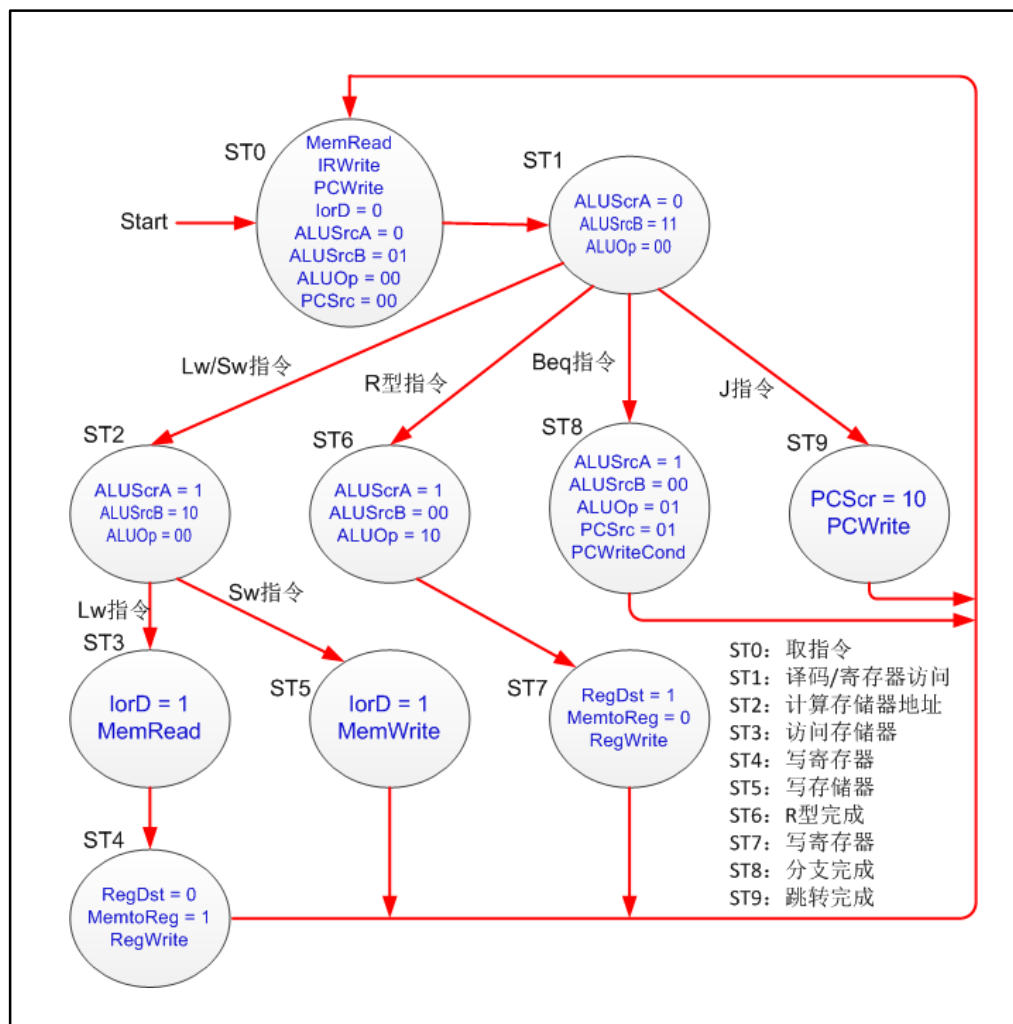 ST0
MemRead
IRWrite
PCWrite
IorD = 0
ALUSrcA = 0
ALUSrcB = 01
ALUOp = 00
PCSrc = 00
Start
ST1
ALUScrA = 0
ALUSrcB = 11
ALUOp = 00
Lw/Sw指令
R型指令
Beq指令
J指令
ST2
ALUScrA = 1
ALUSrcB = 10
ALUOp = 00
ST6
ALUScrA = 1
ALUSrcB = 00
ALUOp = 10
ST8
ALUSrcA = 1
ALUSrcB = 00
ALUOp = 01
PCSrc = 01
PCWriteCond
ST9
PCScr = 10
PCWrite
Lw指令
Sw指令
ST3
IorD = 1
MemRead
ST5
IorD = 1
MemWrite
ST7
RegDst = 1
MemtoReg = 0
RegWrite
ST4
RegDst = 0
MemtoReg = 1
RegWrite
ST0: 取指令
ST1: 译码/寄存器访问
ST2: 计算存储器地址
ST3: 访问存储器
ST4: 写寄存器
ST5: 写存储器
ST6: R型完成
ST7: 写寄存器
ST8: 分支完成
ST9: 跳转完成